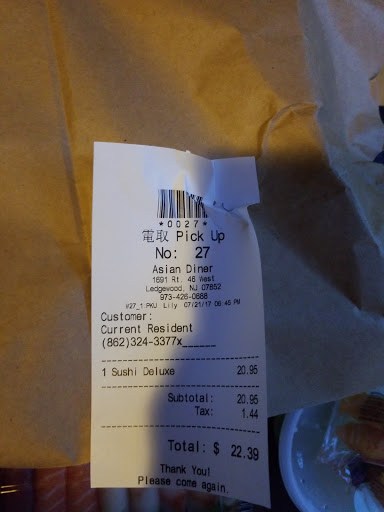 *0027*
電取 Pick Up
No: 27
Asian Diner
1691 Rt. 46 West
Ledgewood, NJ 07852
973-426-0668
#27_1 PKU Lily 07/21/17 06:45 PM
Customer:
Current Resident
(862)324-3377x______
1 Sushi Deluxe 20.95
Subtotal: 20.95
Tax: 1.44
Total: $ 22.39
Thank You!
Please come again.